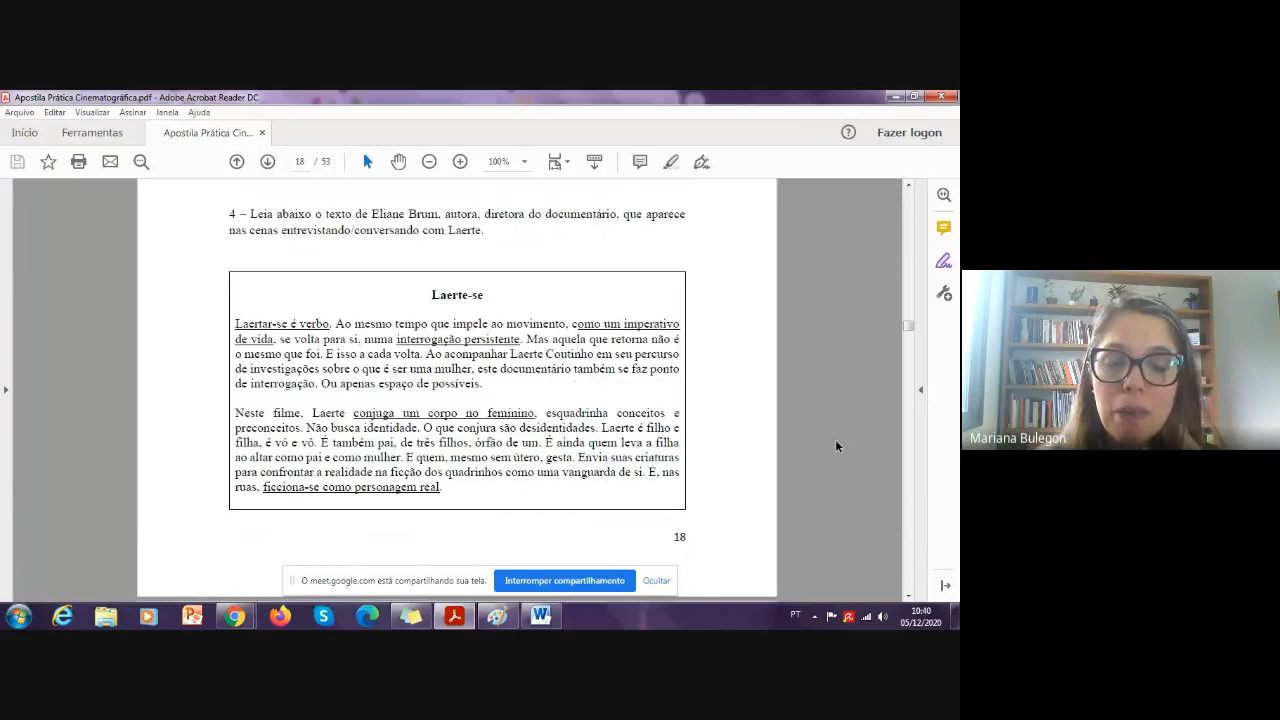 Apostila Prática Cinematográfica.pdf - Adobe Acrobat Reader DC
Arquivo Editar Visualizar Assinar Janela Ajuda
Início Ferramentas Apostila Prática Cin... × Fazer logon
18 / 53 100%
4 – Leia abaixo o texto de Eliane Brum, autora, diretora do documentário, que aparece
nas cenas entrevistando/conversando com Laerte.
Laerte-se
Laertar-se é verbo. Ao mesmo tempo que impele ao movimento, como um imperativo
de vida, se volta para si, numa interrogação persistente. Mas aquela que retorna não é
o mesmo que foi. E isso a cada volta. Ao acompanhar Laerte Coutinho em seu percurso
de investigações sobre o que é ser uma mulher, este documentário também se faz ponto
de interrogação. Ou apenas espaço de possíveis.
Neste filme, Laerte conjuga um corpo no feminino, esquadrinha conceitos e
preconceitos. Não busca identidade. O que conjura são desidentidades. Laerte é filho e
filha, é vó e vô. É também pai, de três filhos, órfão de um. É ainda quem leva a filha
ao altar como pai e como mulher. E quem, mesmo sem útero, gesta. Envia suas criaturas
para confrontar a realidade na ficção dos quadrinhos como uma vanguarda de si. E, nas
ruas, ficciona-se como personagem real.
18
Mariana Bulegon
O meet.google.com está compartilhando sua tela. Interromper compartilhamento Ocultar
PT 10:40
05/12/2020